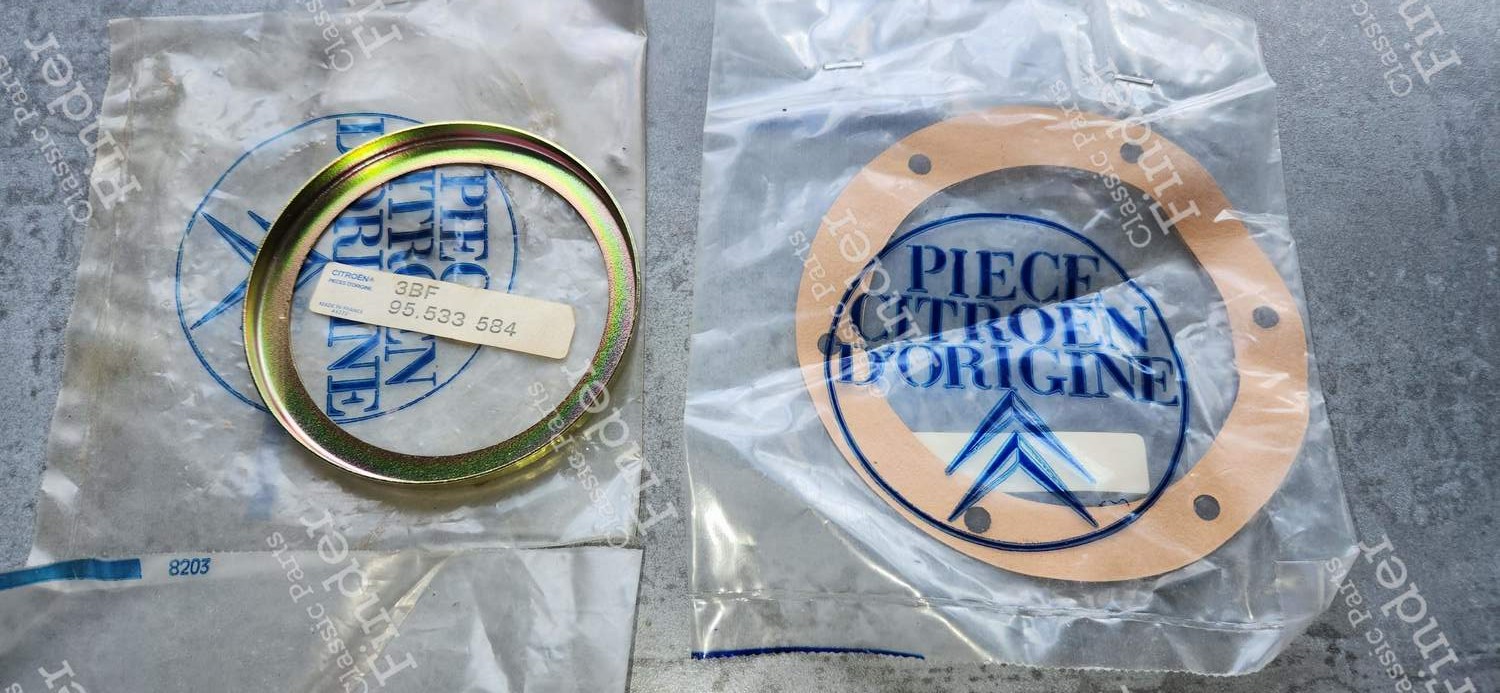 PIECE
CITROEN
D'ORIGINE
CITROËN
PIECES D'ORIGINE
3BF
95.533 584
MADE IN FRANCE
8203
PIECE
CITROEN
D'ORIGINE
Classic Parts
Finder